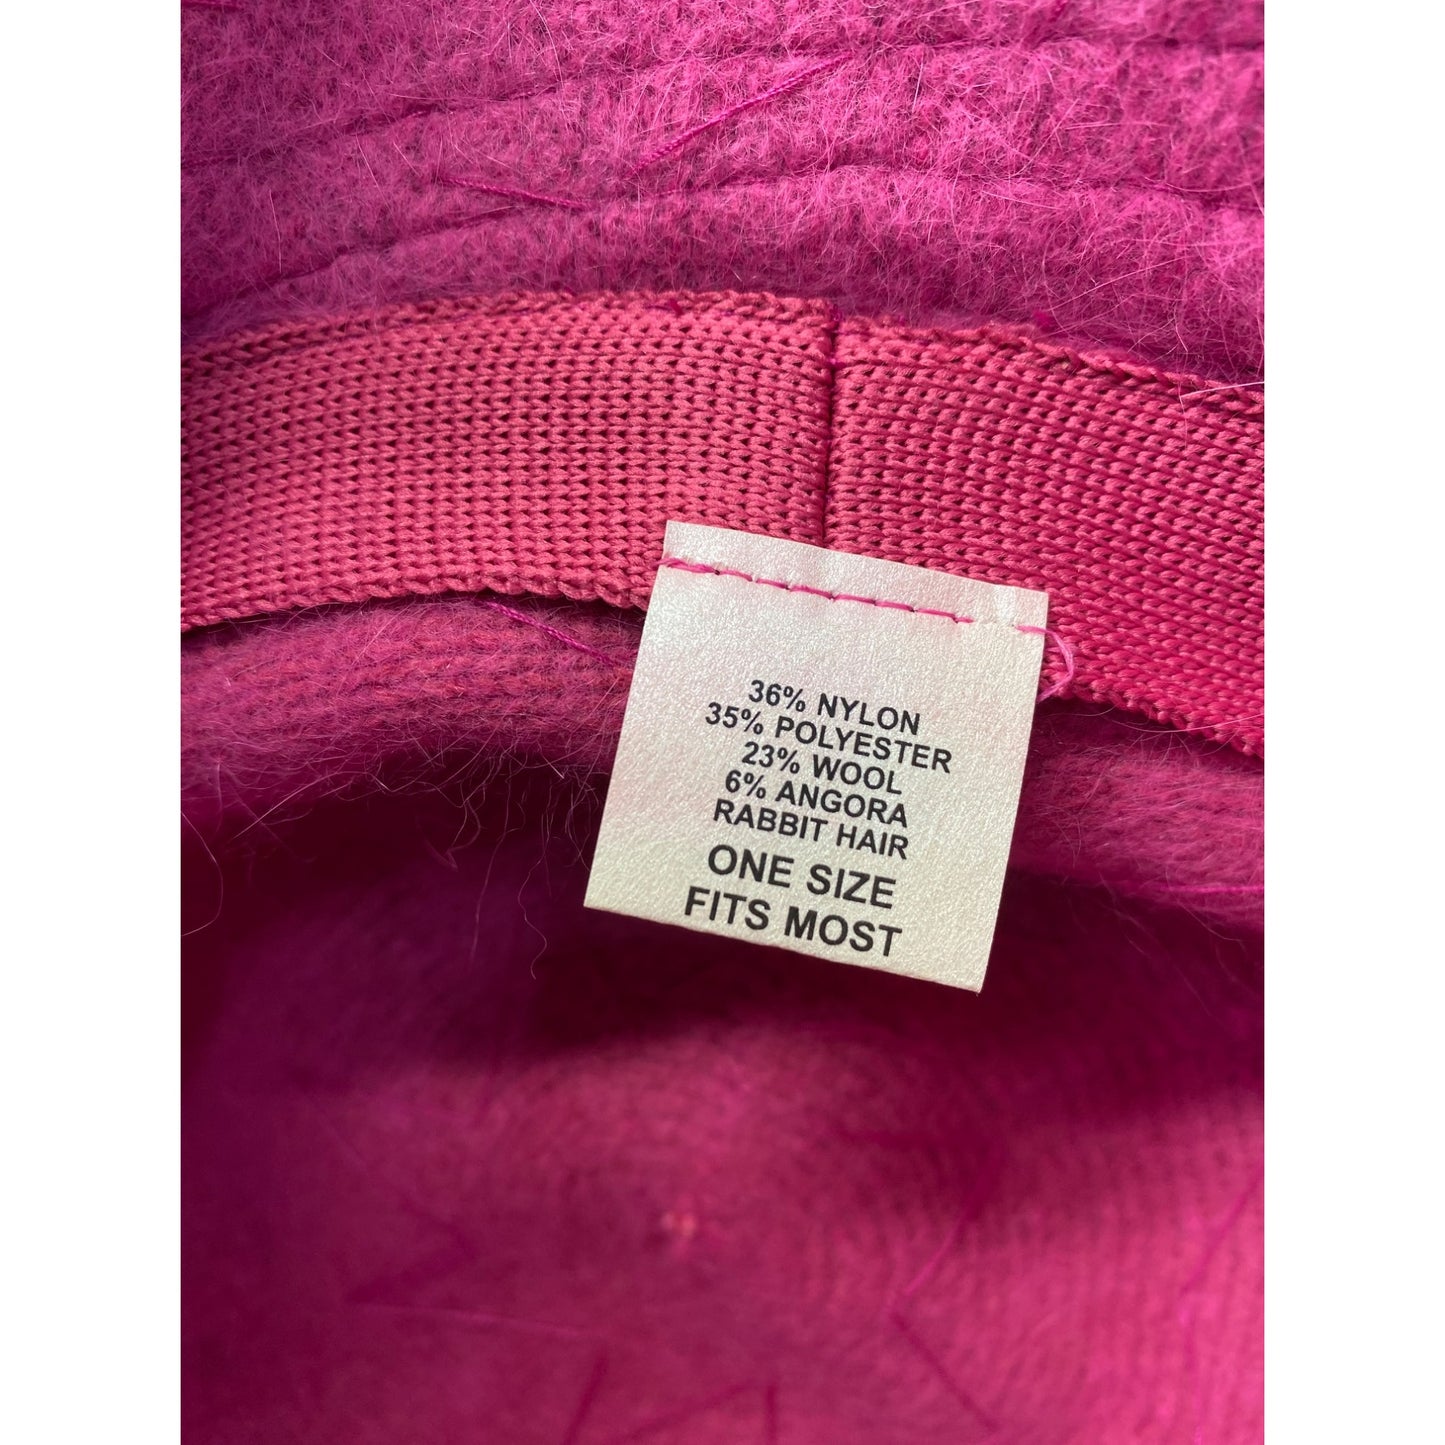 36% NYLON
35% POLYESTER
23% WOOL
6% ANGORA
RABBIT HAIR
ONE SIZE
FITS MOST